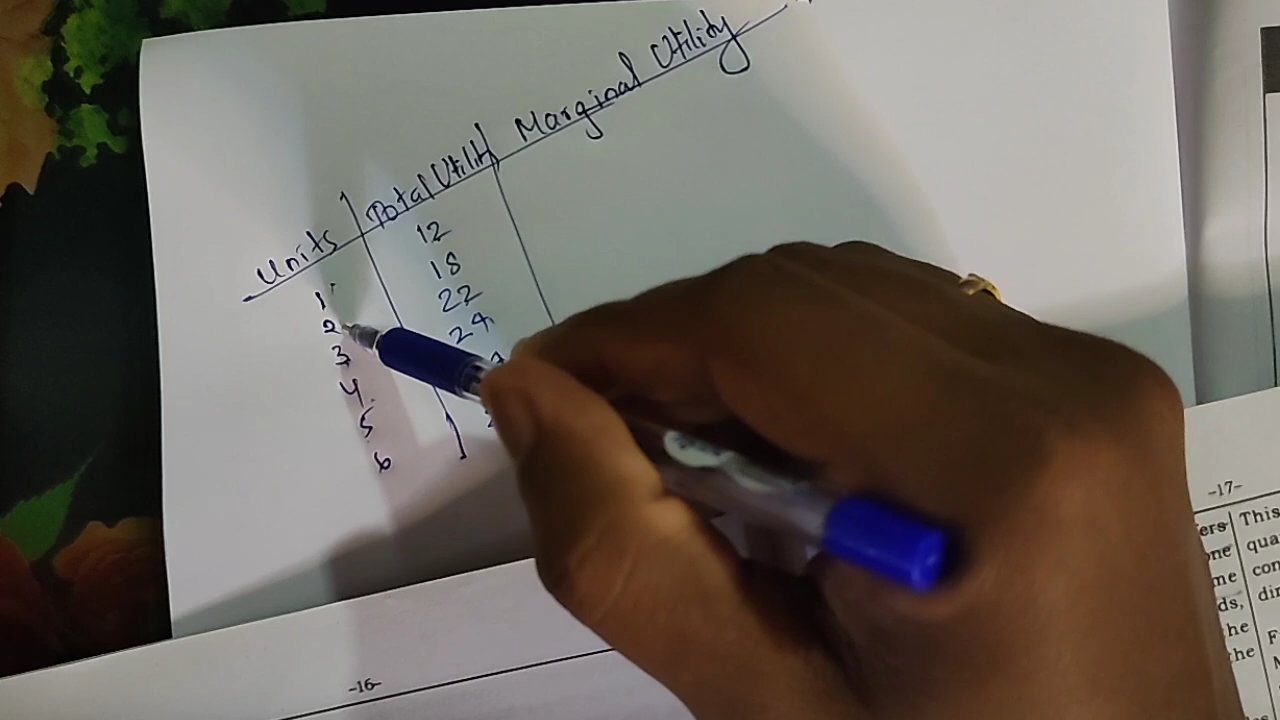 Units Total Utility Marginal Utility
1 12
2 18
3 22
4 24
5
6
-16-
-17-
ers This
one qua
me con
ds, dir
he
the F